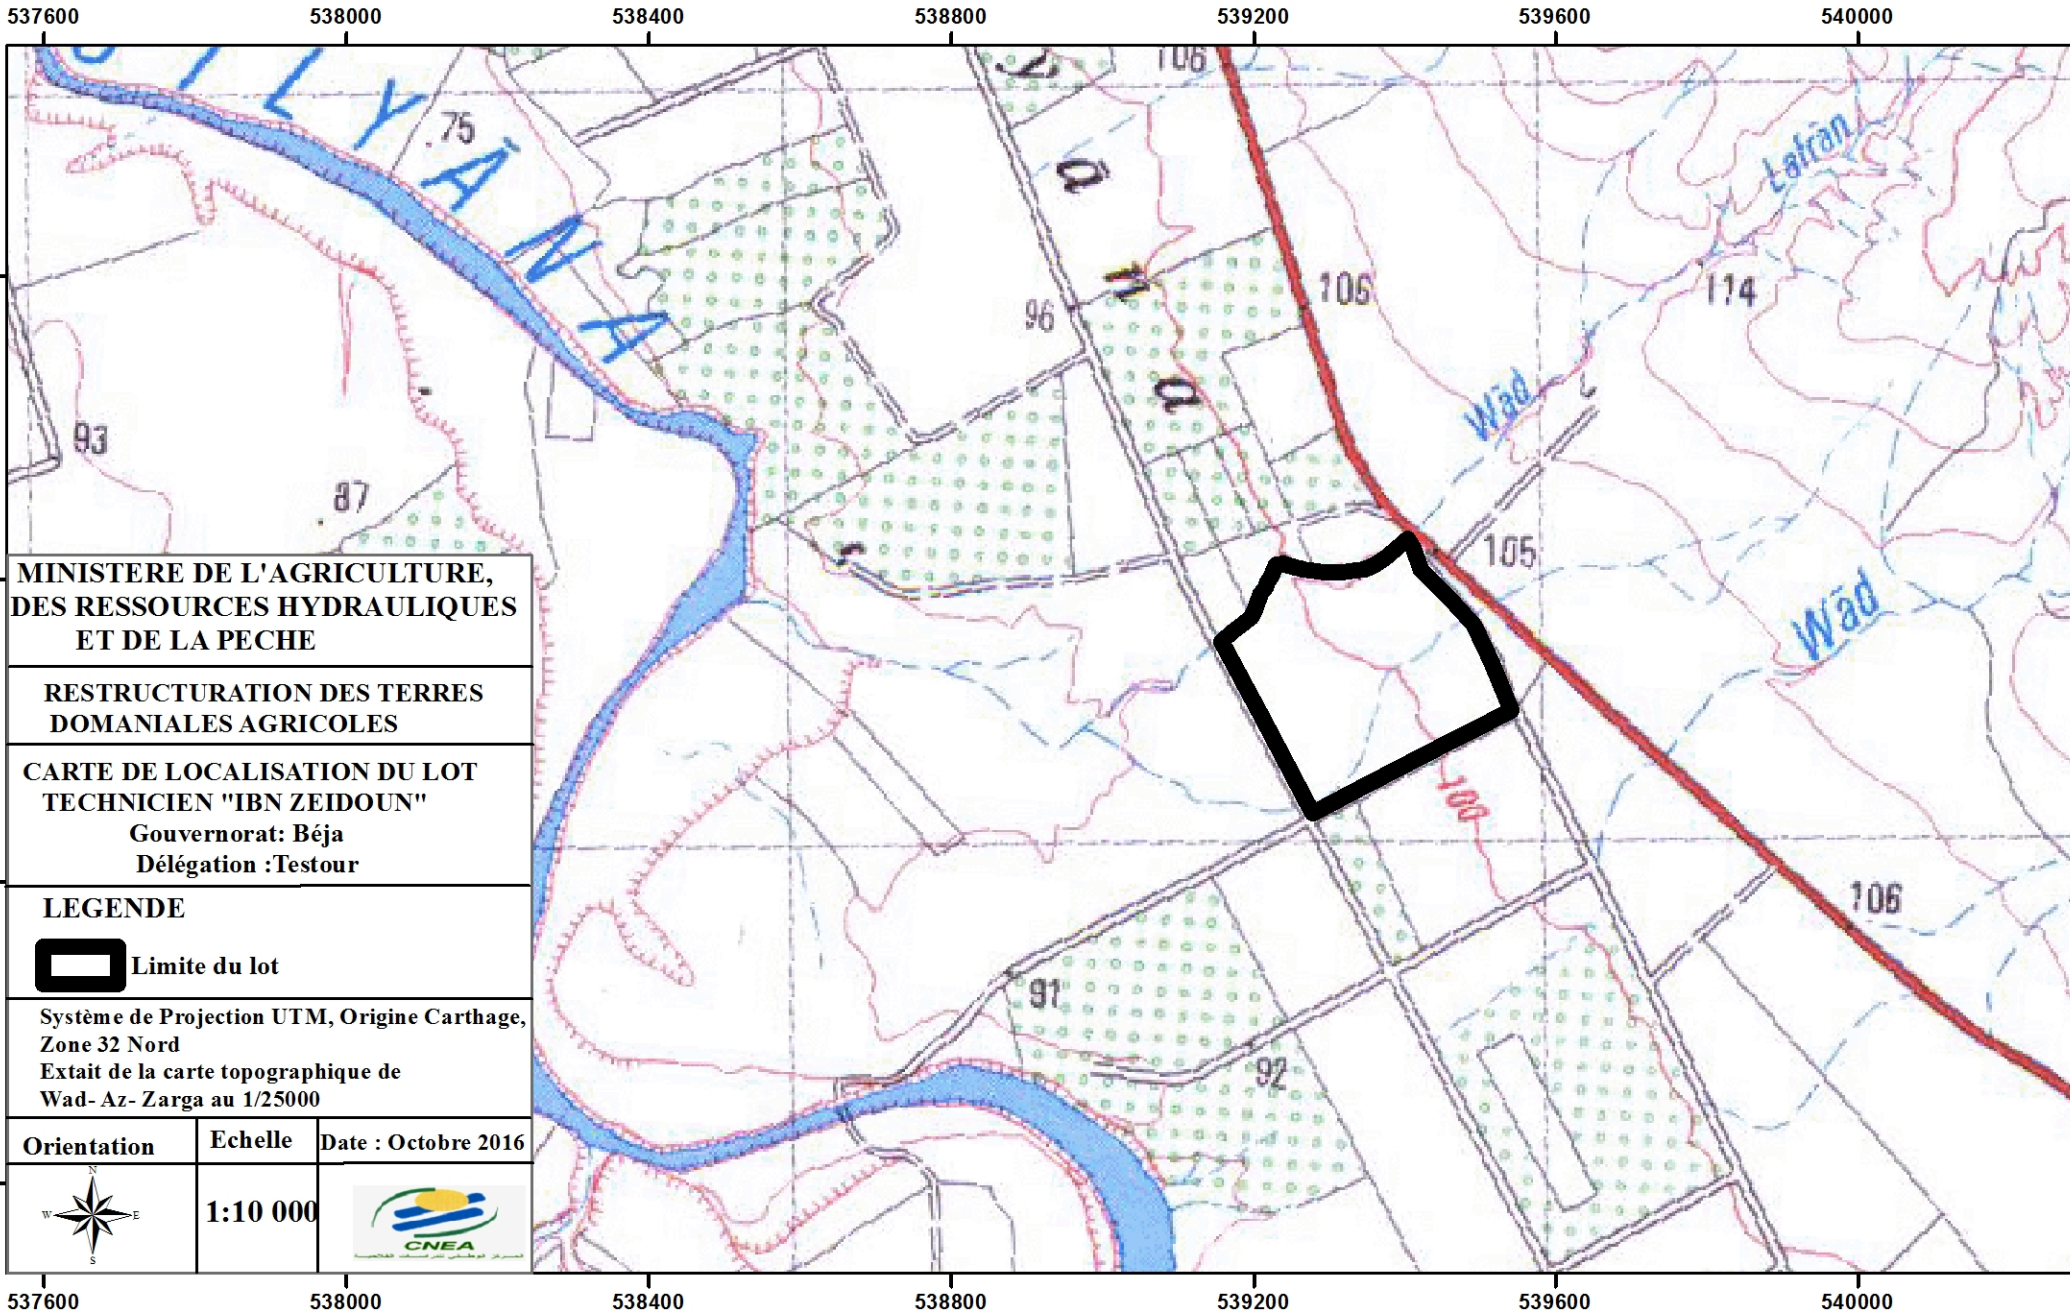 537600 538000 538400 538800 539200 539600 540000
SILYĀNA
75
106
a
n
a
Lafrān
106
114
96
Wād
93
87
105
Wād
100
106
91
92
MINISTERE DE L'AGRICULTURE,
DES RESSOURCES HYDRAULIQUES
ET DE LA PECHE
RESTRUCTURATION DES TERRES
DOMANIALES AGRICOLES
CARTE DE LOCALISATION DU LOT
TECHNICIEN "IBN ZEIDOUN"
Gouvernorat: Béja
Délégation :Testour
LEGENDE
Limite du lot
Système de Projection UTM, Origine Carthage,
Zone 32 Nord
Extait de la carte topographique de
Wad- Az- Zarga au 1/25000
Orientation
Echelle
Date : Octobre 2016
N
W E
S
1:10 000
CNEA
537600 538000 538400 538800 539200 539600 540000